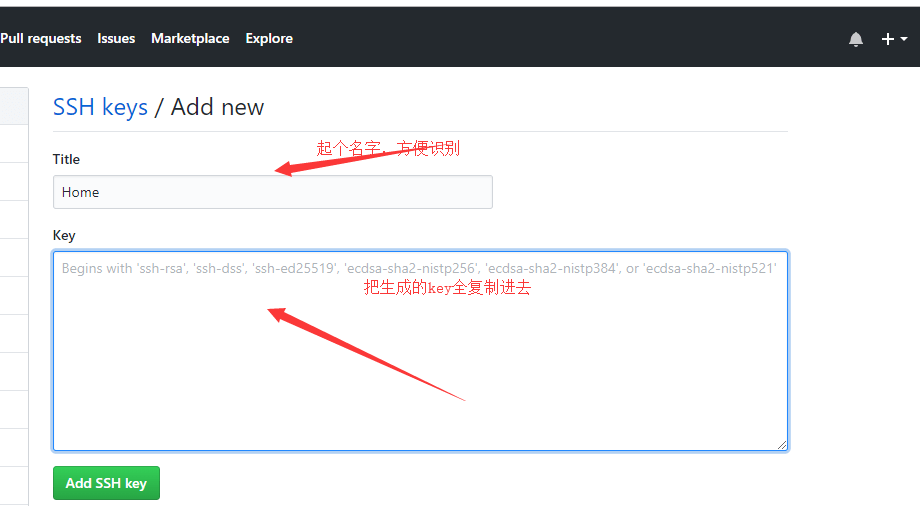 Pull requests Issues Marketplace Explore
SSH keys / Add new
起个名字，方便识别
Title
Home
Key
Begins with 'ssh-rsa', 'ssh-dss', 'ssh-ed25519', 'ecdsa-sha2-nistp256', 'ecdsa-sha2-nistp384', or 'ecdsa-sha2-nistp521'
把生成的key全复制进去
Add SSH key